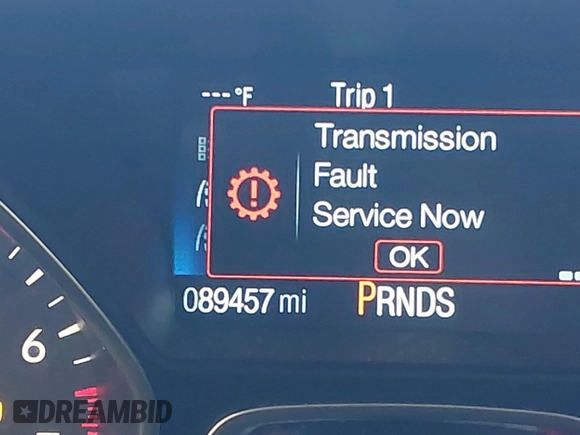 ---°F Trip 1
Transmission
Fault
Service Now
OK
089457 mi PRNDS
6
DREAMBID